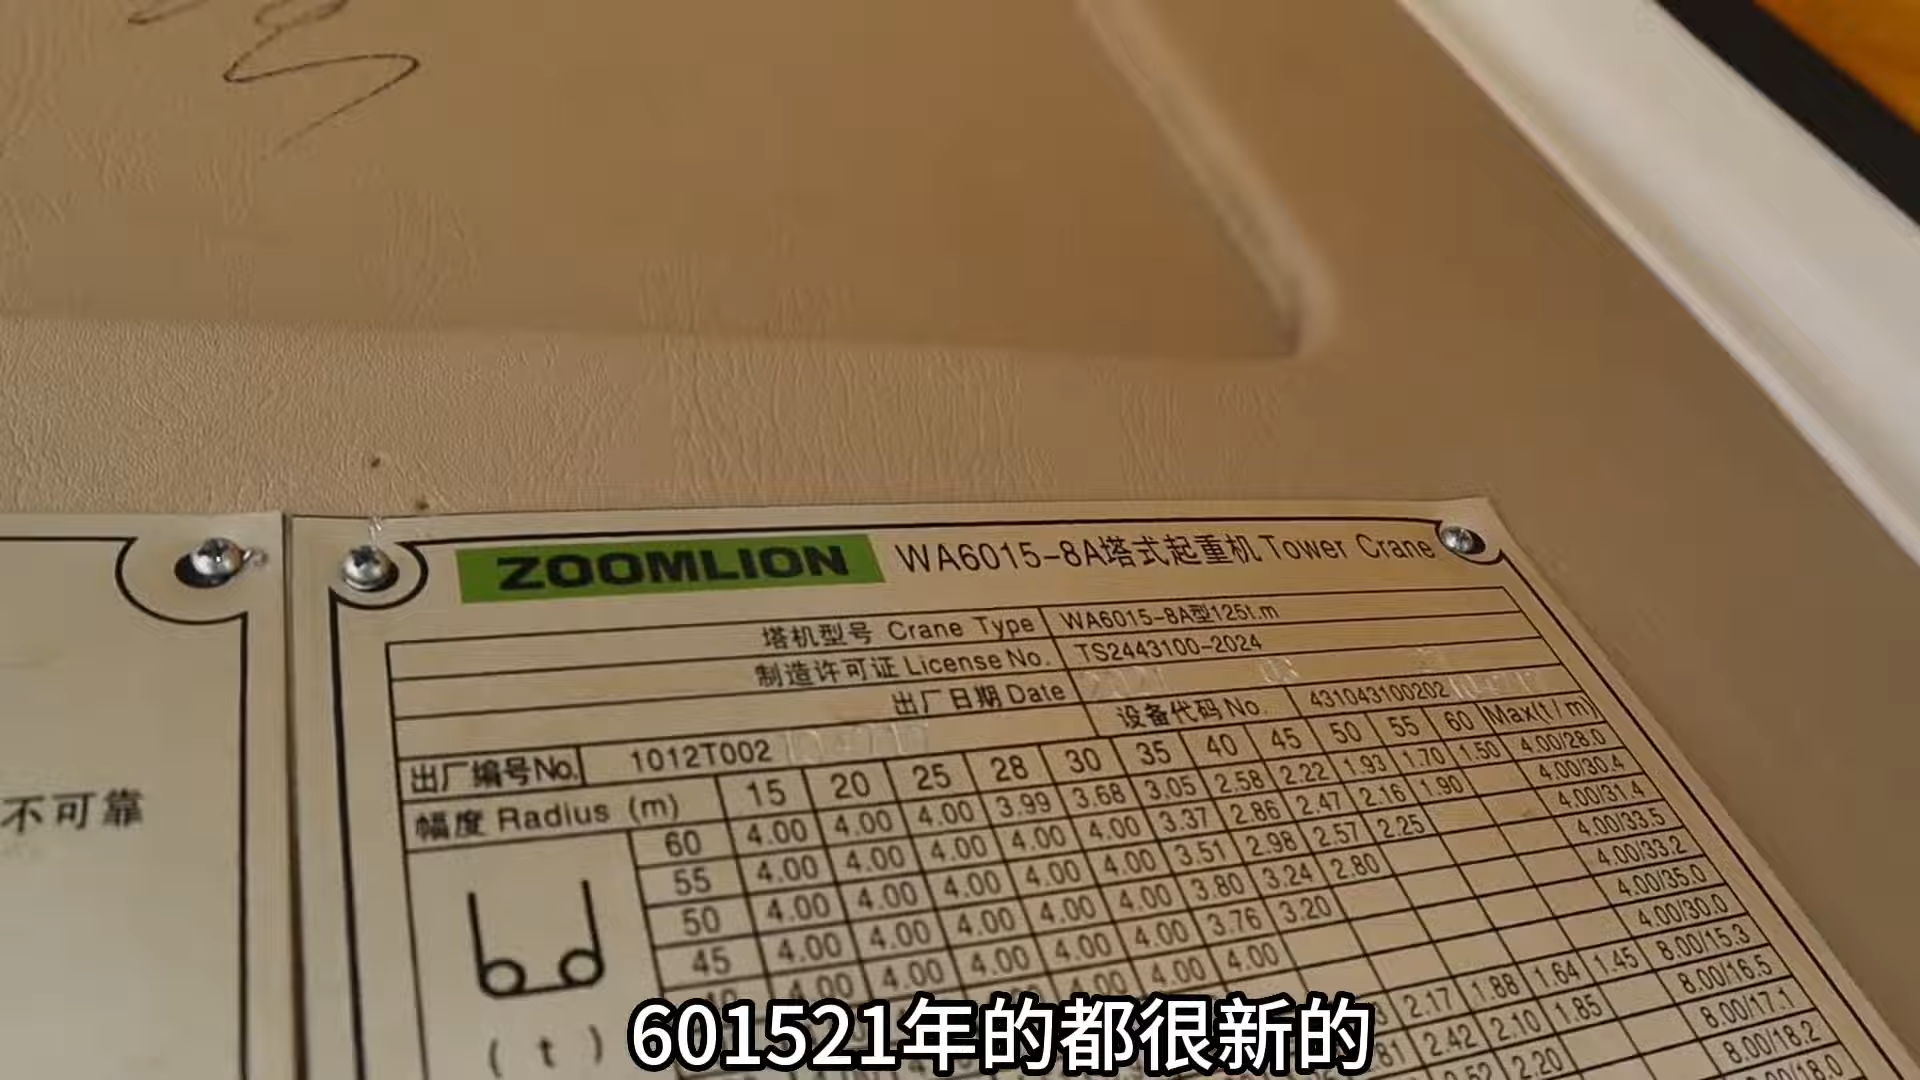 ZOOMLION WA6015-8A塔式起重机 Tower Crane
塔机型号 Crane Type WA6015-8A型125t.m
制造许可证 License No. TS2443100-2024
出厂日期 Date 2021
设备代码No. 431043100202
出厂编号No. 1012T002
幅度 Radius (m) 15 20 25 28 30 35 40 45 50 55 60 Max(t/m)
60 4.00 4.00 4.00 3.99 3.68 3.05 2.58 2.22 1.93 1.70 1.50 4.00/28.0
55 4.00 4.00 4.00 4.00 4.00 3.37 2.86 2.47 2.16 1.90 4.00/30.4
50 4.00 4.00 4.00 4.00 4.00 3.51 2.98 2.57 2.25 4.00/31.4
45 4.00 4.00 4.00 4.00 4.00 3.80 3.24 2.80 4.00/33.5
4.00 4.00 4.00 4.00 4.00 3.76 3.20 4.00/33.2
4.00 4.00 4.00 4.00/35.0
4.00/30.0
2.17 1.88 1.64 1.45 8.00/15.3
2.42 2.10 1.85 8.00/16.5
2.20 8.00/17.1
8.00/18.2
8.00/18.0
(t)
不可靠
601521年的都很新的